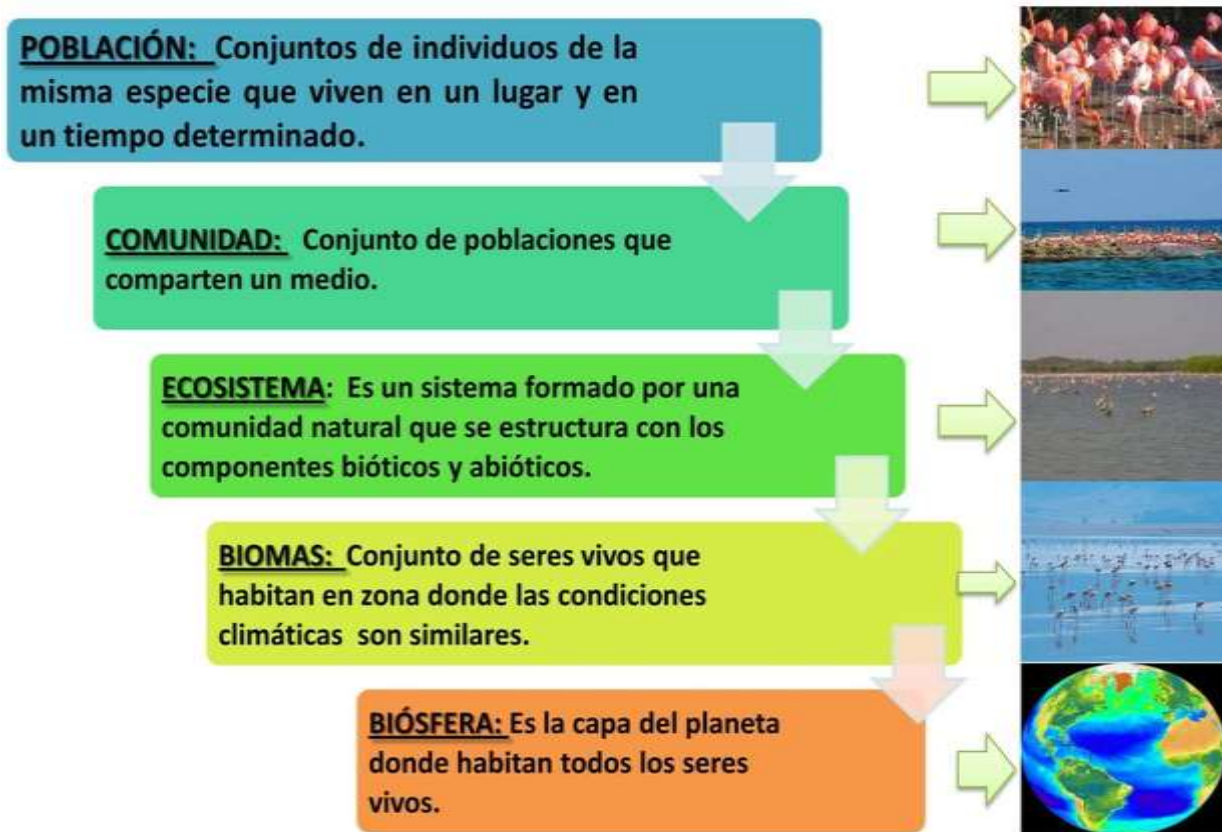 POBLACIÓN: Conjuntos de individuos de la
misma especie que viven en un lugar y en
un tiempo determinado.
COMUNIDAD: Conjunto de poblaciones que
comparten un medio.
ECOSISTEMA: Es un sistema formado por una
comunidad natural que se estructura con los
componentes bióticos y abióticos.
BIOMAS: Conjunto de seres vivos que
habitan en zona donde las condiciones
climáticas son similares.
BIÓSFERA: Es la capa del planeta
donde habitan todos los seres
vivos.